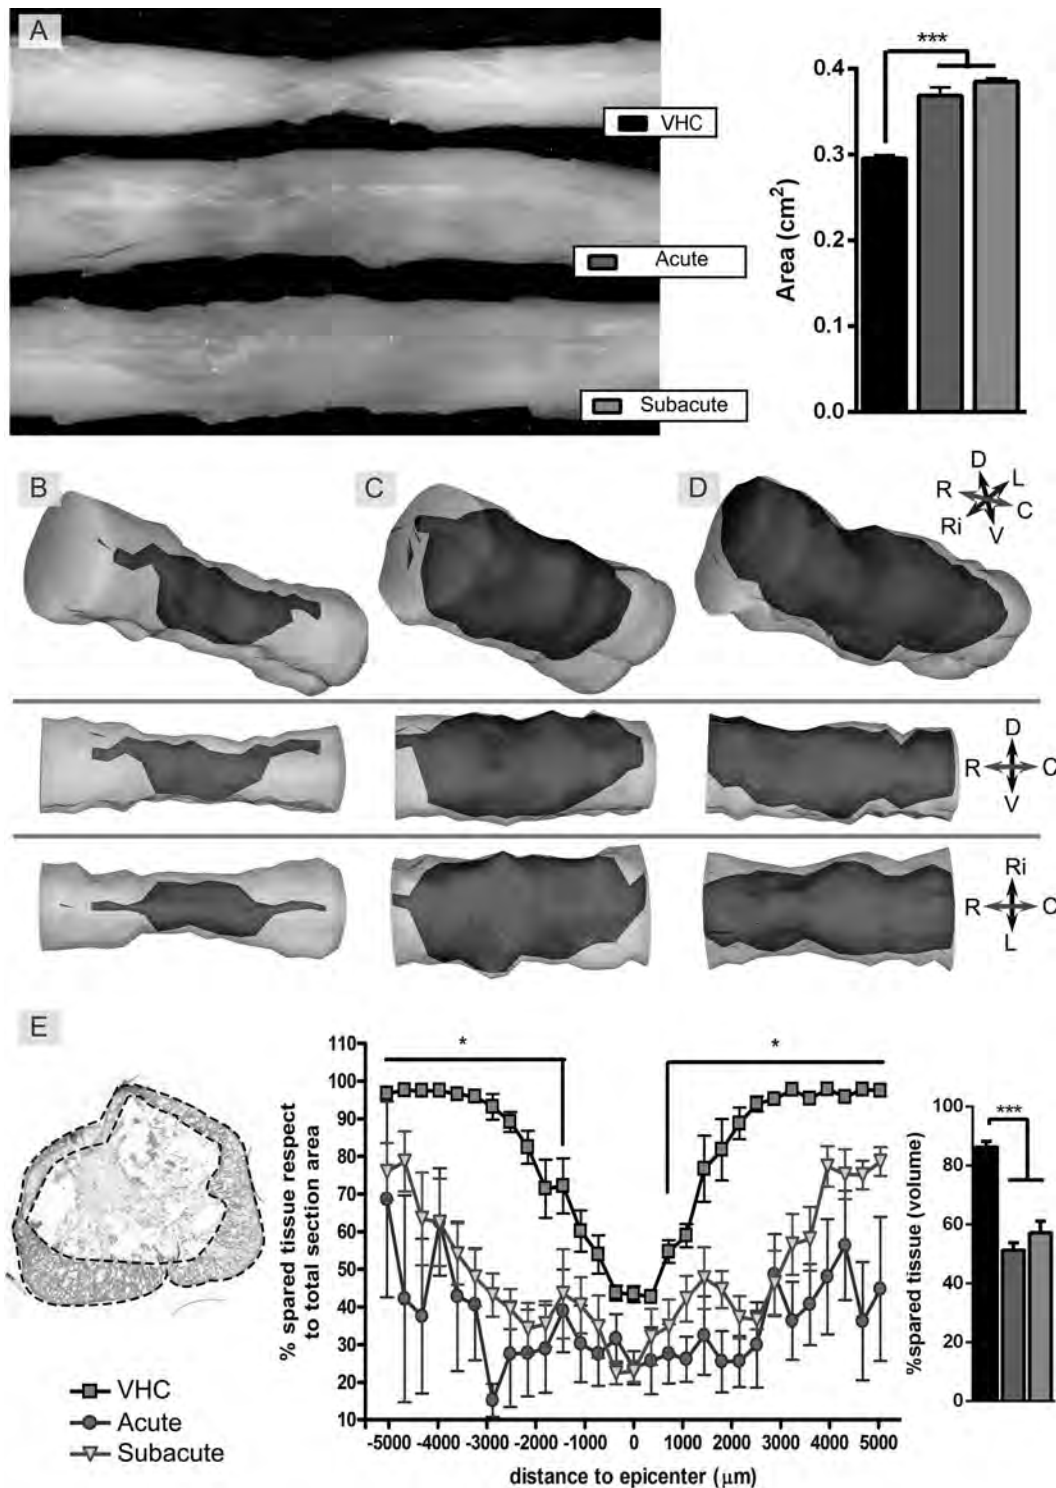 A
VHC
Acute
Subacute
***
0.4
0.3
0.2
0.1
0.0
Area (cm²)
B
C
D
D
L
R
C
Ri
V
D
R
C
V
Ri
R
C
L
E
VHC
Acute
Subacute
% spared tissue respect
to total section area
110
100
90
80
70
60
50
40
30
20
10
*
*
-5000 -4000 -3000 -2000 -1000 0 1000 2000 3000 4000 5000
distance to epicenter (μm)
%spared tissue (volume)
100
80
60
40
20
0
***